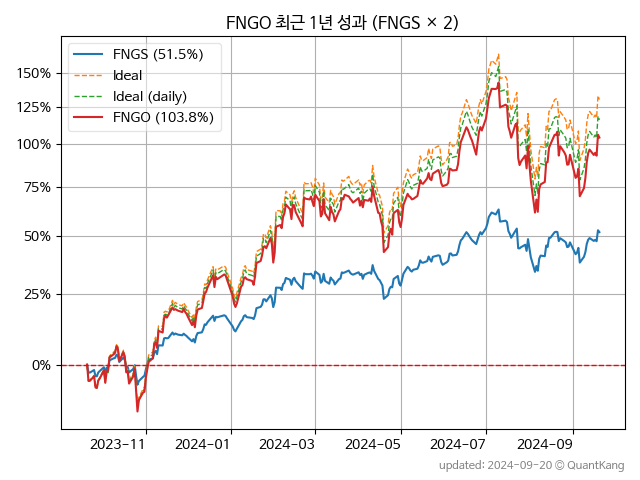 FNGO 최근 1년 성과 (FNGS × 2)
FNGS (51.5%)
Ideal
Ideal (daily)
FNGO (103.8%)
150%
125%
100%
75%
50%
25%
0%
2023-11
2024-01
2024-03
2024-05
2024-07
2024-09
updated: 2024-09-20 © QuantKang